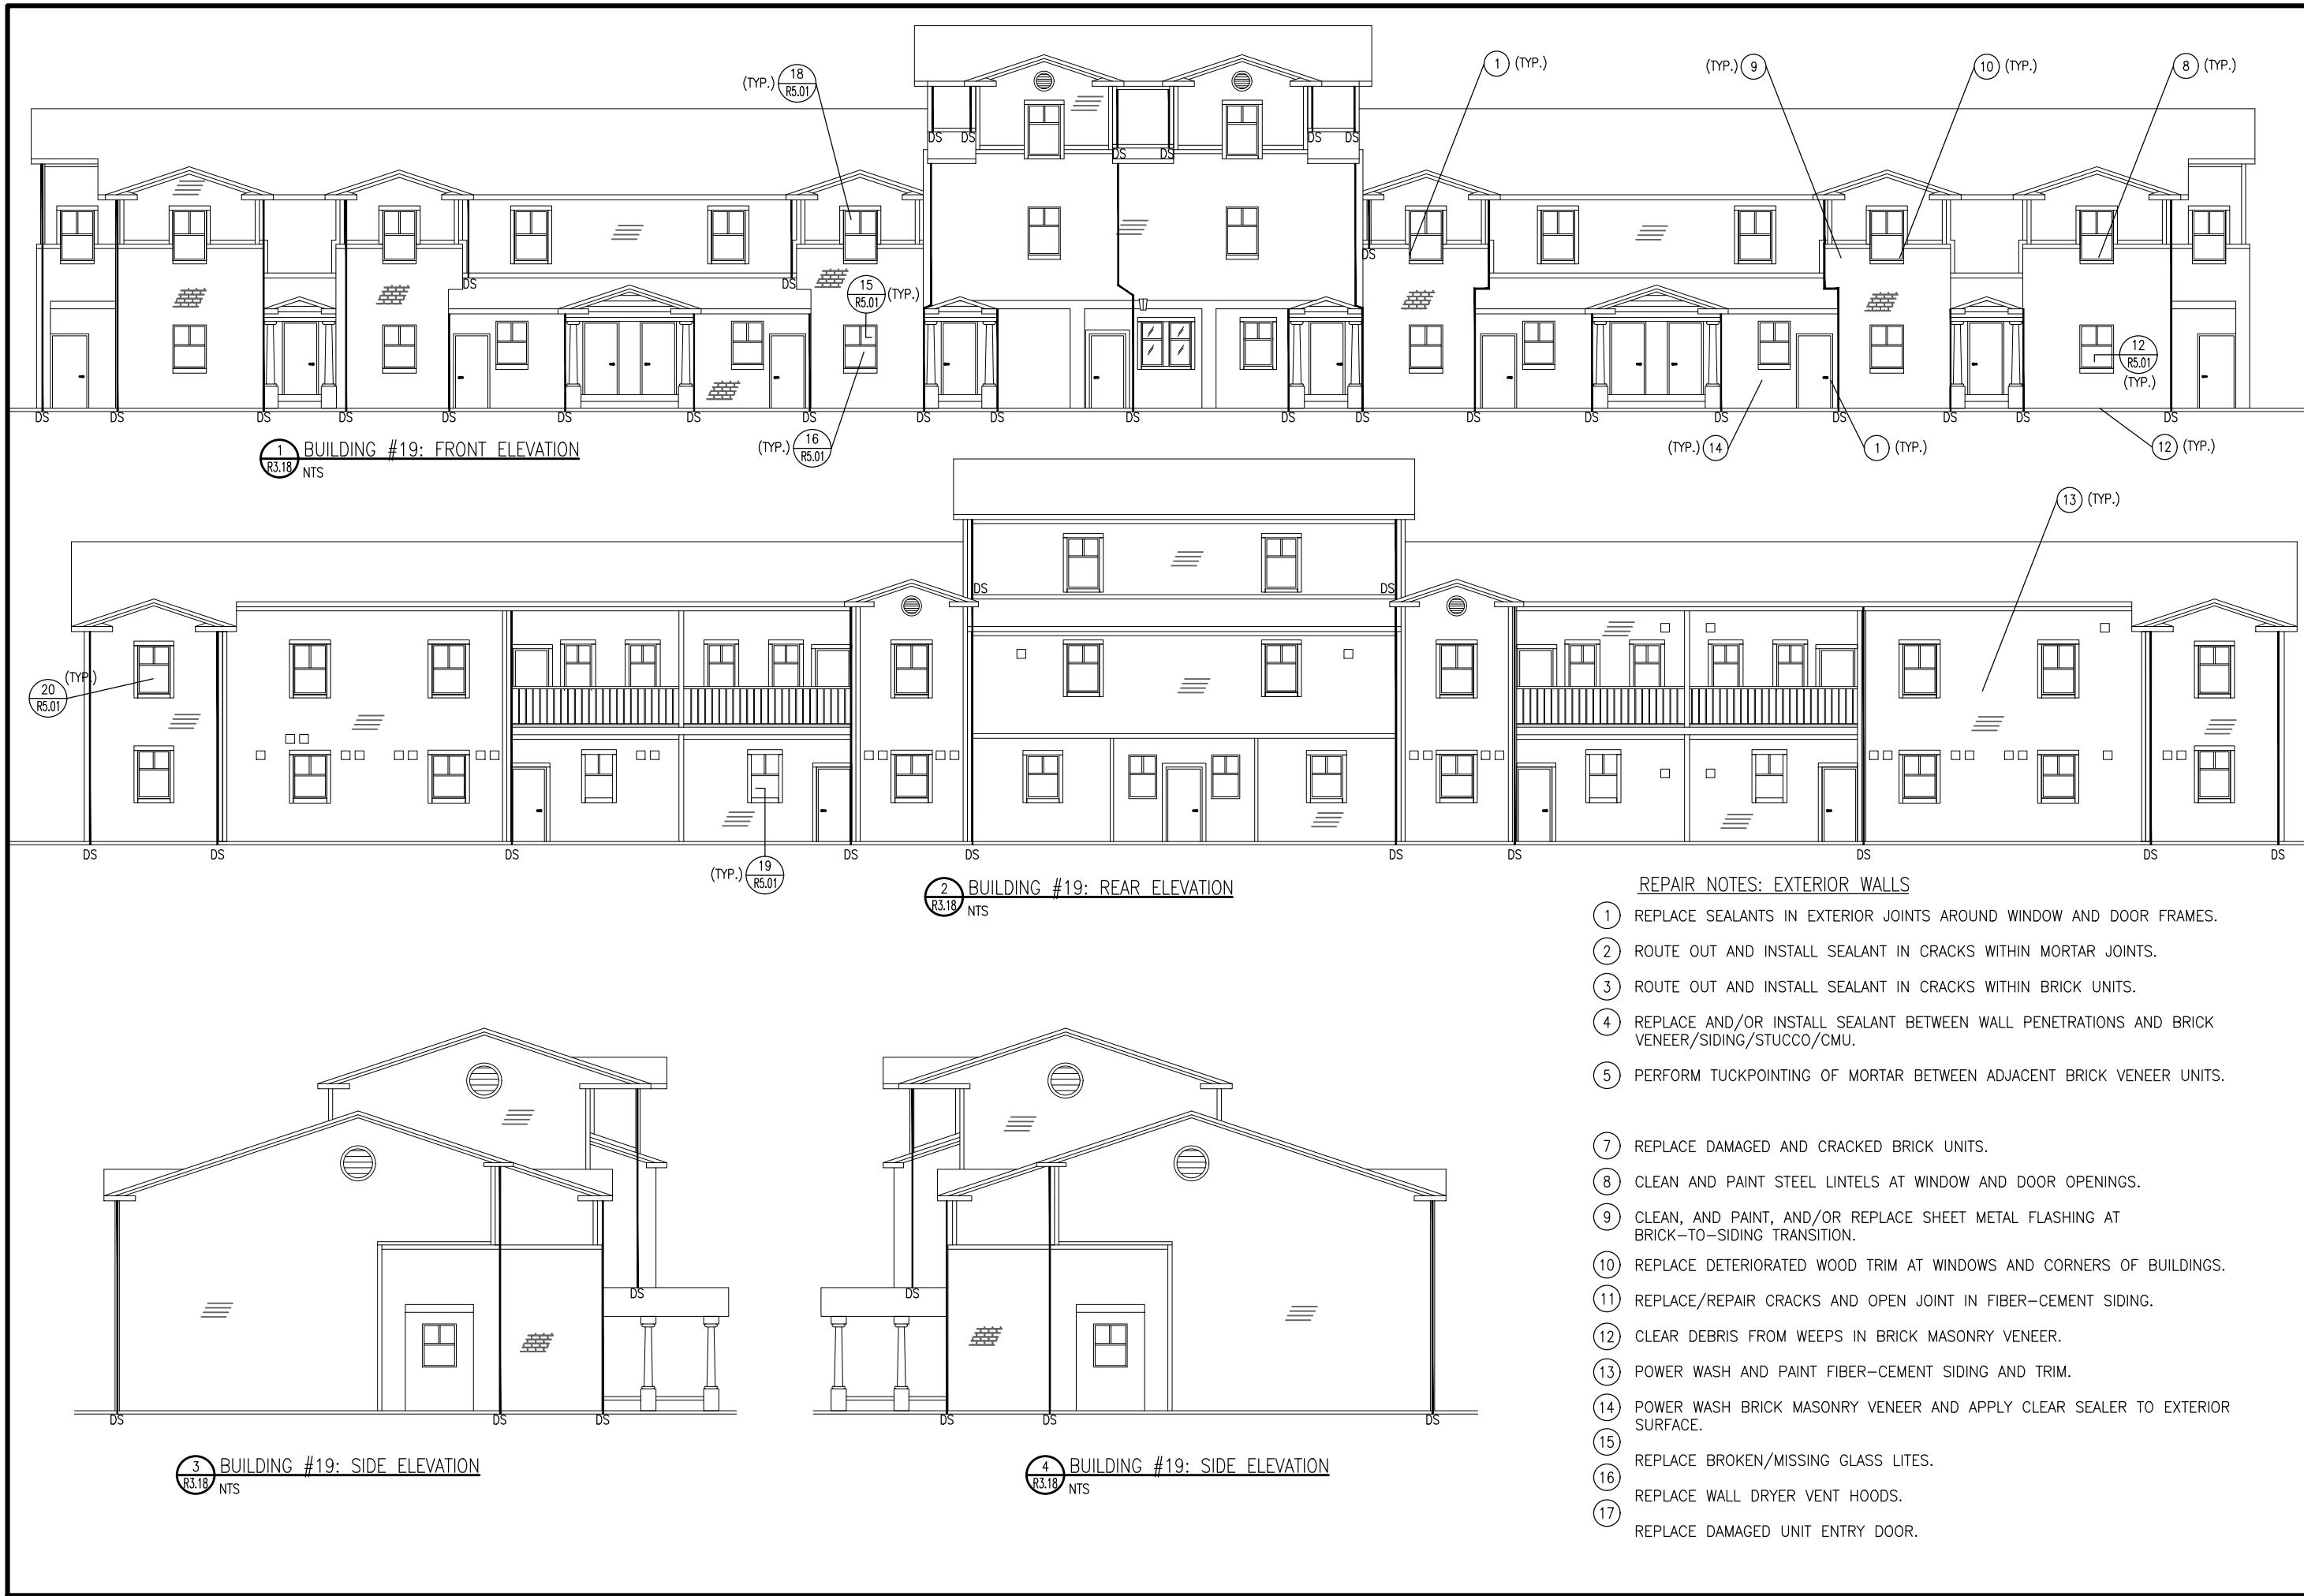 18
(TYP.)
R5.01
1 (TYP.)
(TYP.) 9
10 (TYP.)
8 (TYP.)
DS DS DS DS
DS DS
DS
DS DS
15
R5.01
(TYP.)
12
R5.01
(TYP.)
DS DS DS DS DS DS DS DS DS DS DS DS DS DS DS DS DS DS DS
1
R3.18
BUILDING #19: FRONT ELEVATION
NTS
(TYP.)
16
R5.01
(TYP.) 14
1 (TYP.)
12 (TYP.)
13 (TYP.)
DS DS
(TYP.)
20
R5.01
DS DS DS DS DS DS DS DS DS DS
(TYP.)
19
R5.01
2
R3.18
BUILDING #19: REAR ELEVATION
NTS
DS
DS DS DS
3
R3.18
BUILDING #19: SIDE ELEVATION
NTS
DS
DS DS DS
4
R3.18
BUILDING #19: SIDE ELEVATION
NTS
REPAIR NOTES: EXTERIOR WALLS
1 REPLACE SEALANTS IN EXTERIOR JOINTS AROUND WINDOW AND DOOR FRAMES.
2 ROUTE OUT AND INSTALL SEALANT IN CRACKS WITHIN MORTAR JOINTS.
3 ROUTE OUT AND INSTALL SEALANT IN CRACKS WITHIN BRICK UNITS.
4 REPLACE AND/OR INSTALL SEALANT BETWEEN WALL PENETRATIONS AND BRICK
VENEER/SIDING/STUCCO/CMU.
5 PERFORM TUCKPOINTING OF MORTAR BETWEEN ADJACENT BRICK VENEER UNITS.
7 REPLACE DAMAGED AND CRACKED BRICK UNITS.
8 CLEAN AND PAINT STEEL LINTELS AT WINDOW AND DOOR OPENINGS.
9 CLEAN, AND PAINT, AND/OR REPLACE SHEET METAL FLASHING AT
BRICK-TO-SIDING TRANSITION.
10 REPLACE DETERIORATED WOOD TRIM AT WINDOWS AND CORNERS OF BUILDINGS.
11 REPLACE/REPAIR CRACKS AND OPEN JOINT IN FIBER-CEMENT SIDING.
12 CLEAR DEBRIS FROM WEEPS IN BRICK MASONRY VENEER.
13 POWER WASH AND PAINT FIBER-CEMENT SIDING AND TRIM.
14 POWER WASH BRICK MASONRY VENEER AND APPLY CLEAR SEALER TO EXTERIOR
SURFACE.
15
REPLACE BROKEN/MISSING GLASS LITES.
16
REPLACE WALL DRYER VENT HOODS.
17
REPLACE DAMAGED UNIT ENTRY DOOR.